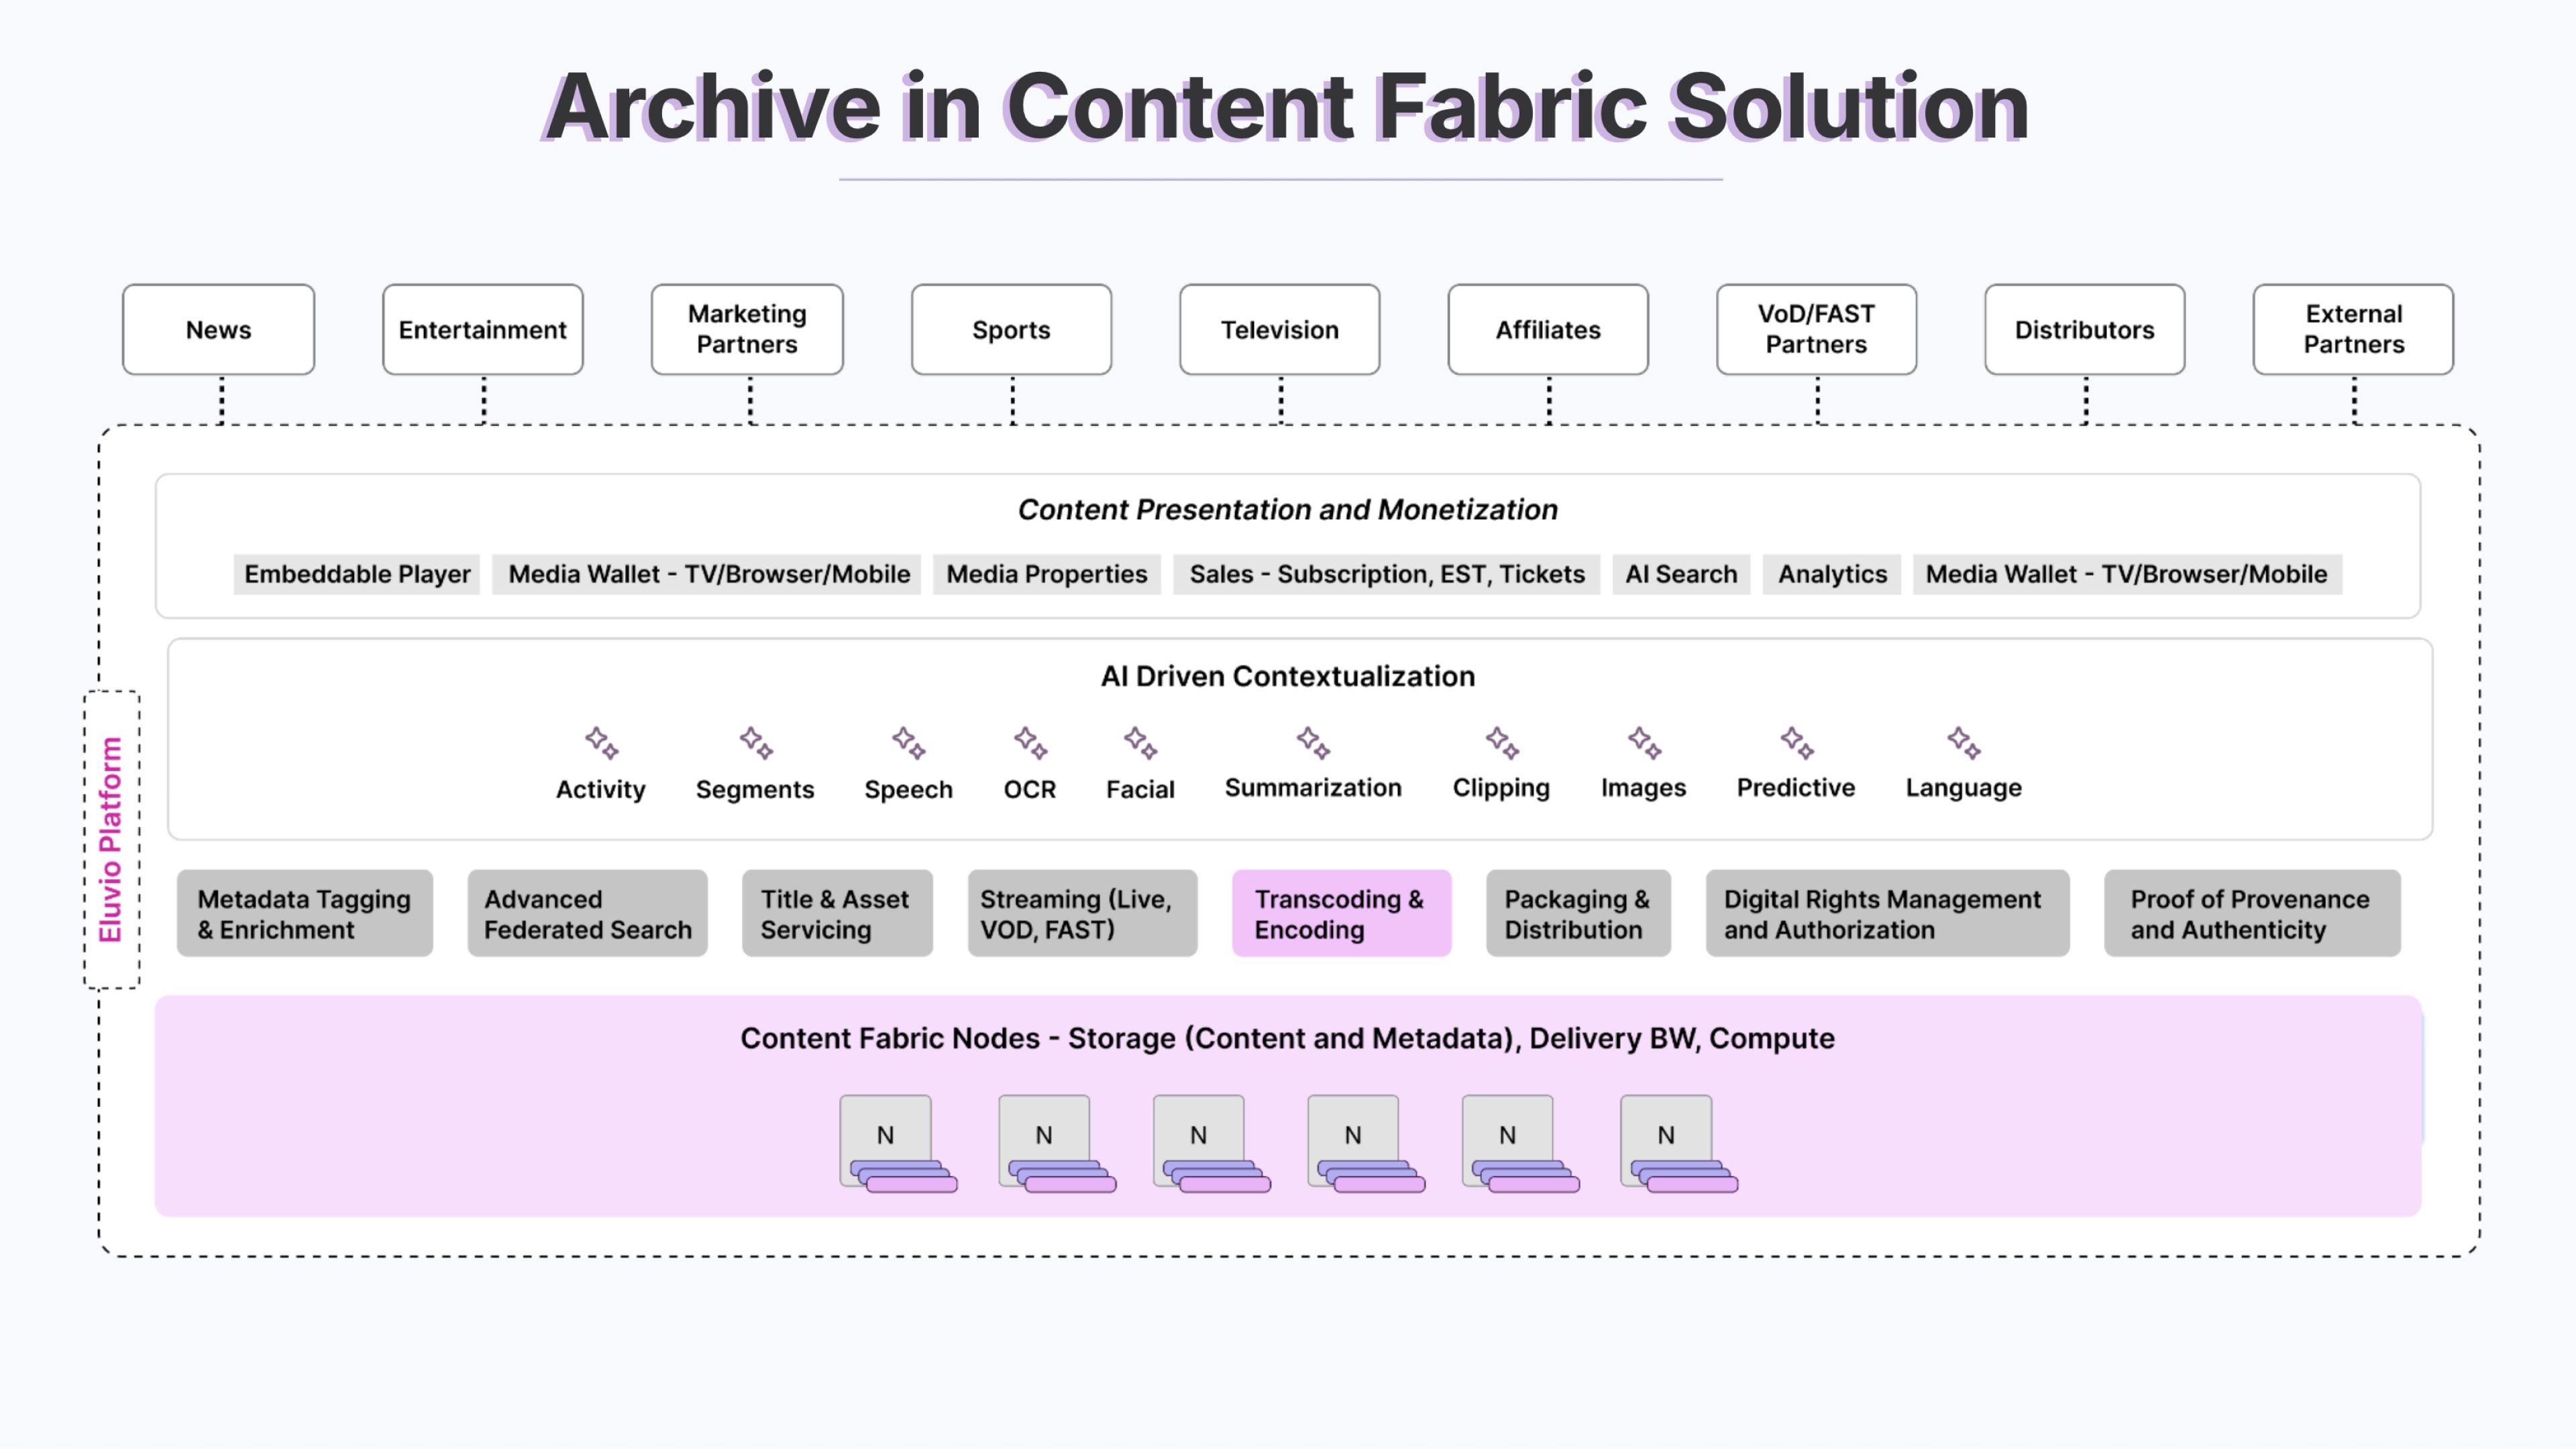 Archive in Content Fabric Solution
News
Entertainment
Marketing
Partners
Sports
Television
Affiliates
VoD/FAST
Partners
Distributors
External
Partners
Content Presentation and Monetization
Embeddable Player
Media Wallet - TV/Browser/Mobile
Media Properties
Sales - Subscription, EST, Tickets
AI Search
Analytics
Media Wallet - TV/Browser/Mobile
AI Driven Contextualization
Activity
Segments
Speech
OCR
Facial
Summarization
Clipping
Images
Predictive
Language
Eluvio Platform
Metadata Tagging
& Enrichment
Advanced
Federated Search
Title & Asset
Servicing
Streaming (Live,
VOD, FAST)
Transcoding &
Encoding
Packaging &
Distribution
Digital Rights Management
and Authorization
Proof of Provenance
and Authenticity
Content Fabric Nodes - Storage (Content and Metadata), Delivery BW, Compute
N
N
N
N
N
N